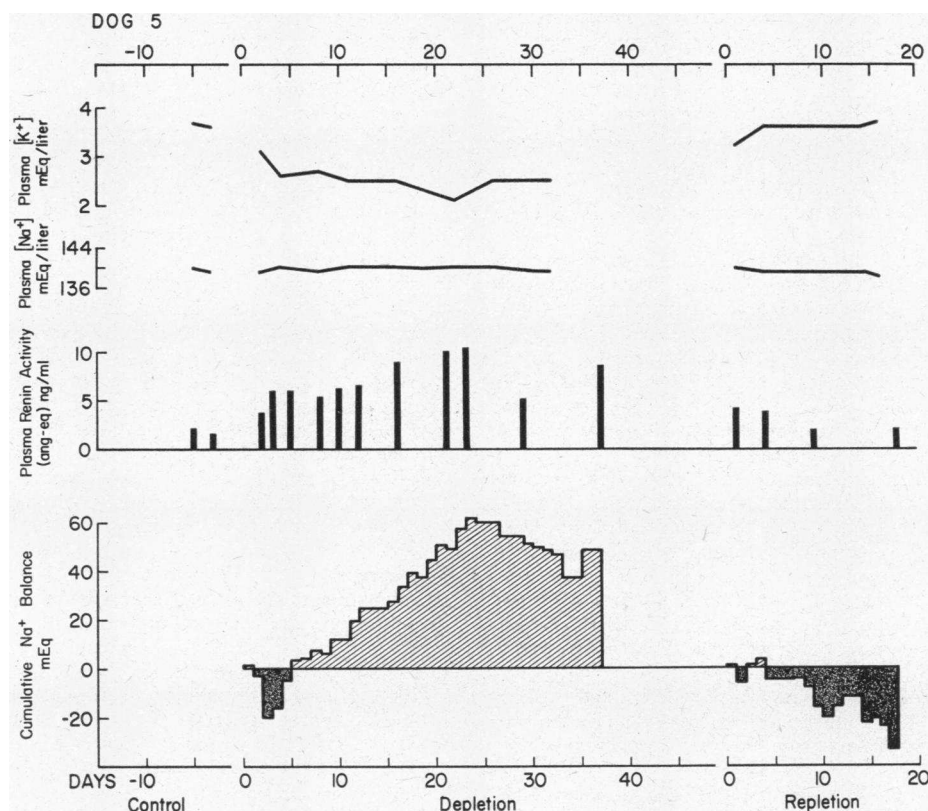 DOG 5
-10 0 10 20 30 40 0 10 20
Plasma [K+]
mEq/liter
4
3
2
Plasma [Na+]
mEq/liter
144
136
Plasma Renin Activity
(ang-eq) ng/ml
10
5
0
Cumulative Na+ Balance
mEq
60
40
20
0
-20
DAYS -10 0 10 20 30 40 0 10 20
Control Depletion Repletion